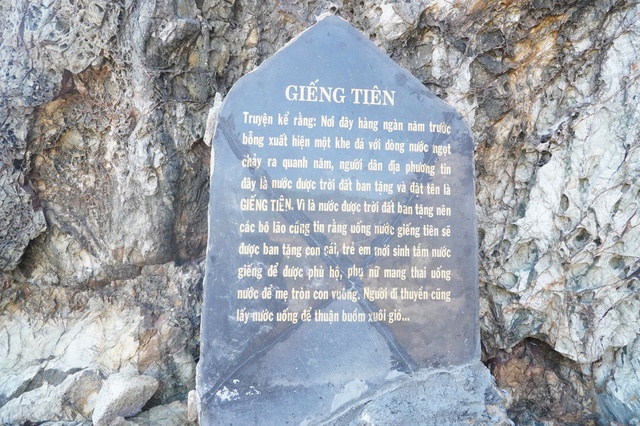 GIẾNG TIÊN
Truyện kể rằng: Nơi đây hàng ngàn năm trước
bỗng xuất hiện một khe đá với dòng nước ngọt
chảy ra quanh năm, người dân địa phương tin
đây là nước được trời đất ban tặng và đặt tên là
GIẾNG TIÊN. Vì là nước được trời đất ban tặng nên
các bô lão cũng tin rằng uống nước giếng tiên sẽ
được ban tặng con cái, trẻ em mới sinh tắm nước
giếng để được phù hộ, phụ nữ mang thai uống
nước để mẹ tròn con vuông. Người đi thuyền cũng
lấy nước uống để thuận buồm xuôi gió...